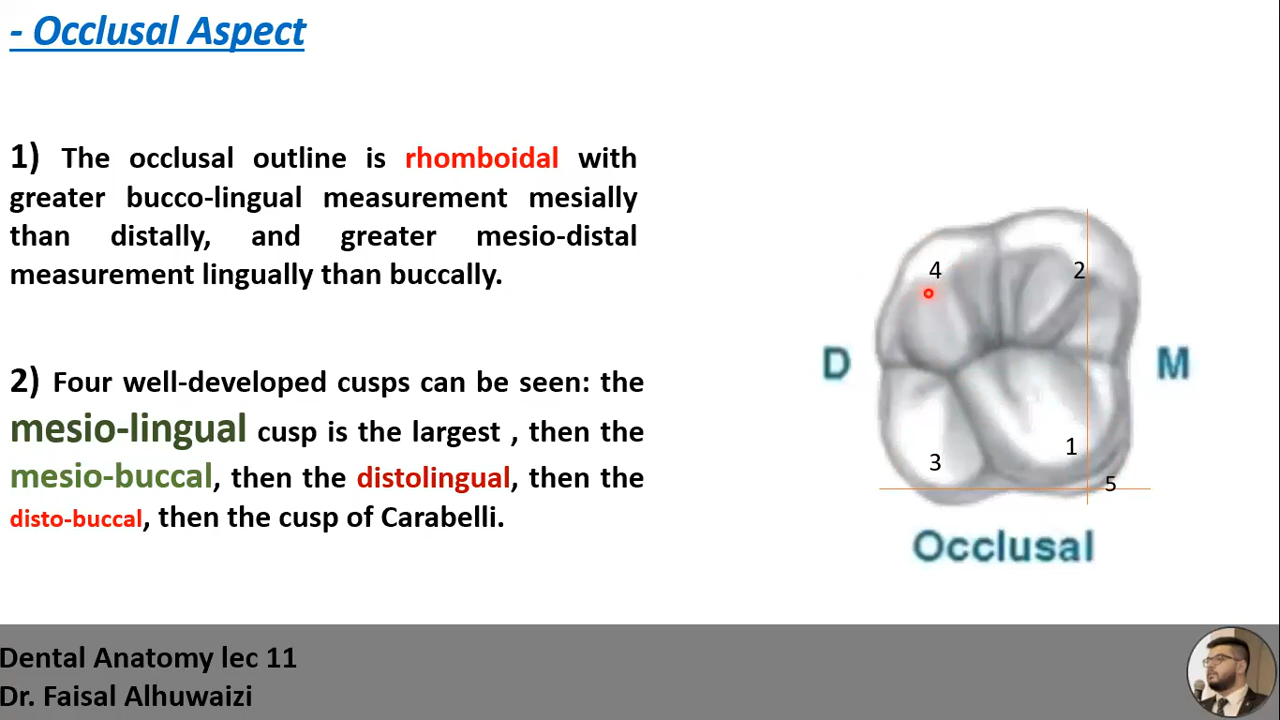 - Occlusal Aspect
1) The occlusal outline is rhomboidal with
greater bucco-lingual measurement mesially
than distally, and greater mesio-distal
measurement lingually than buccally.
2) Four well-developed cusps can be seen: the
mesio-lingual cusp is the largest , then the
mesio-buccal, then the distolingual, then the
disto-buccal, then the cusp of Carabelli.
4
2
D
M
1
3
5
Occlusal
Dental Anatomy lec 11
Dr. Faisal Alhuwaizi